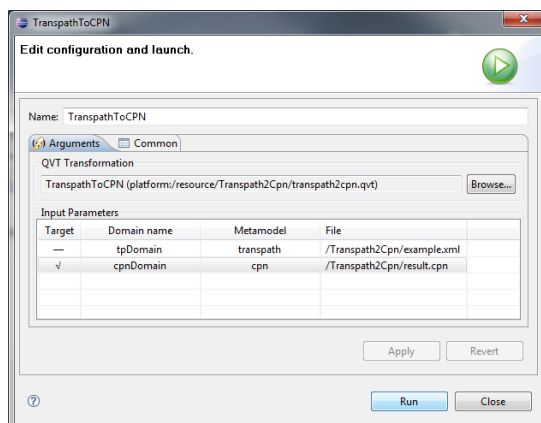 TranspathToCPN
Edit configuration and launch.
Name: TranspathToCPN
Arguments Common
QVT Transformation
TranspathToCPN (platform:/resource/Transpath2Cpn/transpath2cpn.qvt) Browse...
Input Parameters
Target Domain name Metamodel File
— tpDomain transpath /Transpath2Cpn/example.xml
√ cpnDomain cpn /Transpath2Cpn/result.cpn
Apply Revert
? Run Close